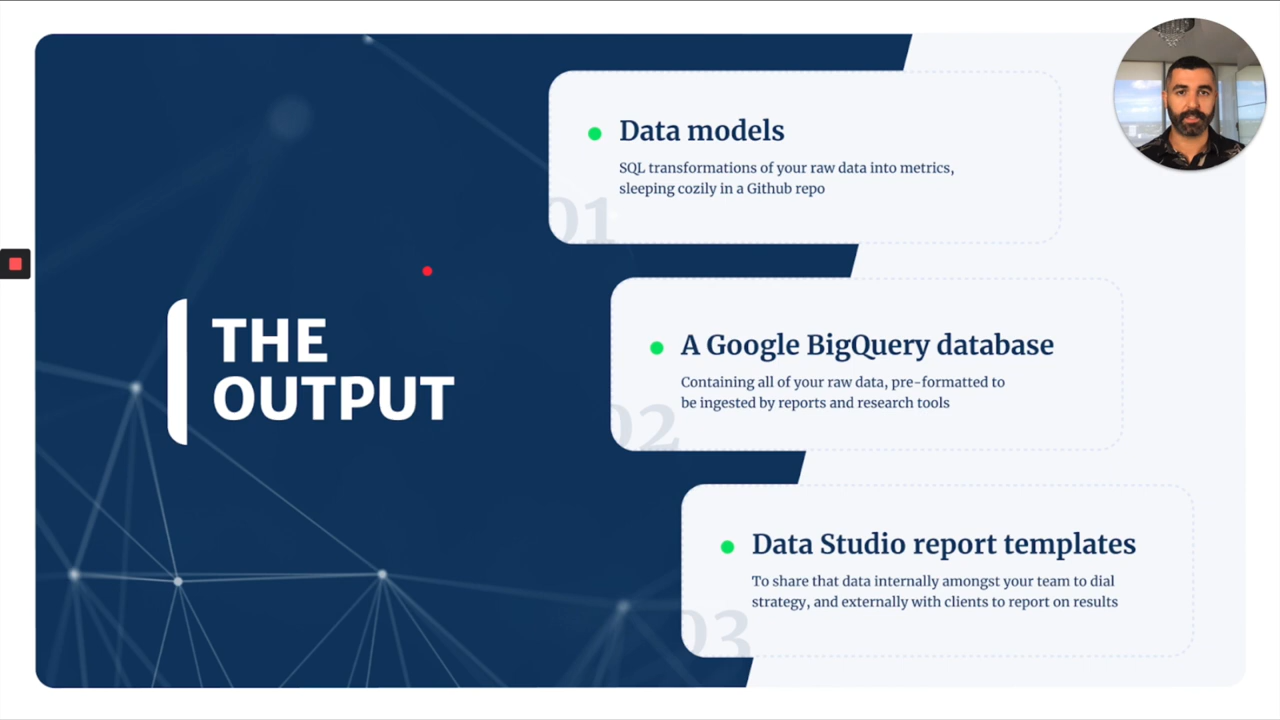 THE
OUTPUT
Data models
SQL transformations of your raw data into metrics,
sleeping cozily in a Github repo
01
A Google BigQuery database
Containing all of your raw data, pre-formatted to
be ingested by reports and research tools
02
Data Studio report templates
To share that data internally amongst your team to dial
strategy, and externally with clients to report on results
03